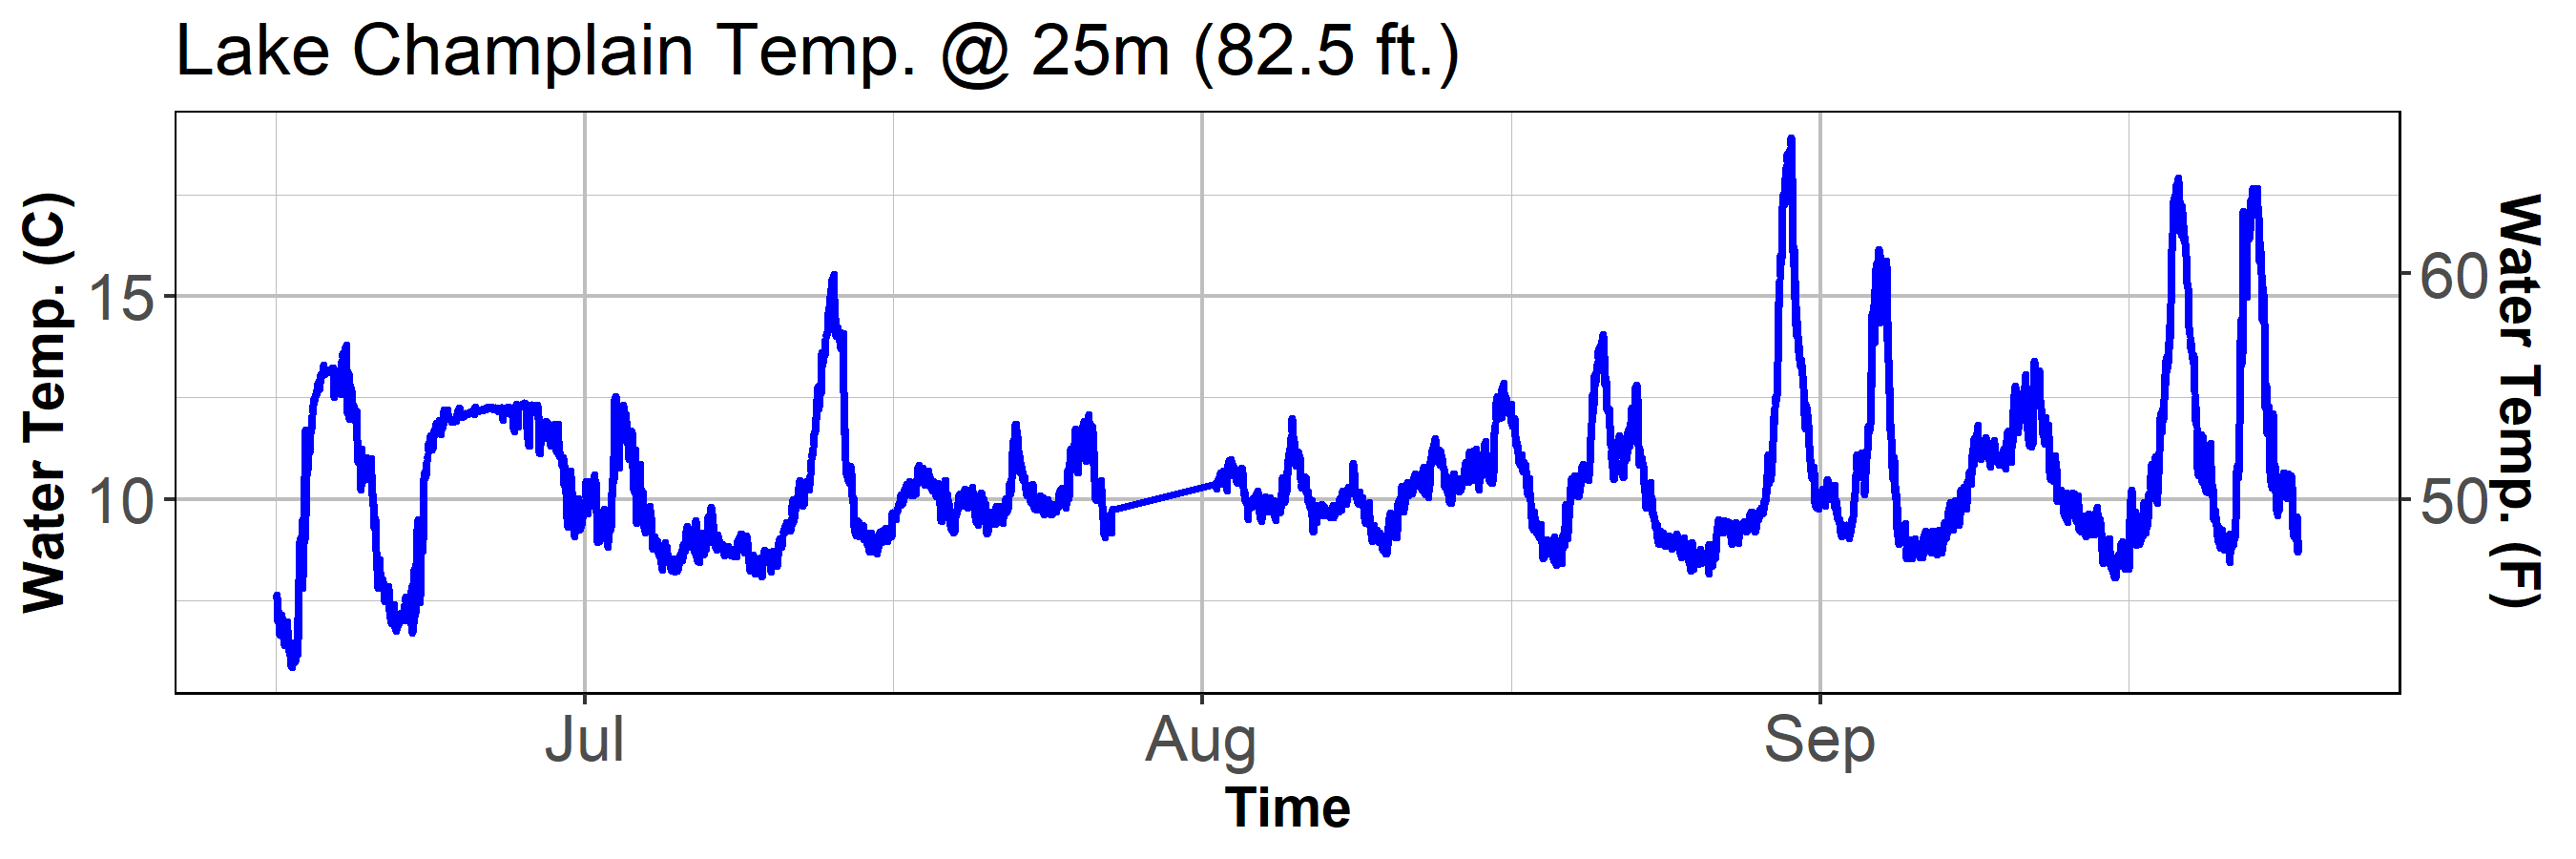 Lake Champlain Temp. @ 25m (82.5 ft.)
Water Temp. (C)
15
10
60
50
Water Temp. (F)
Jul
Aug
Sep
Time